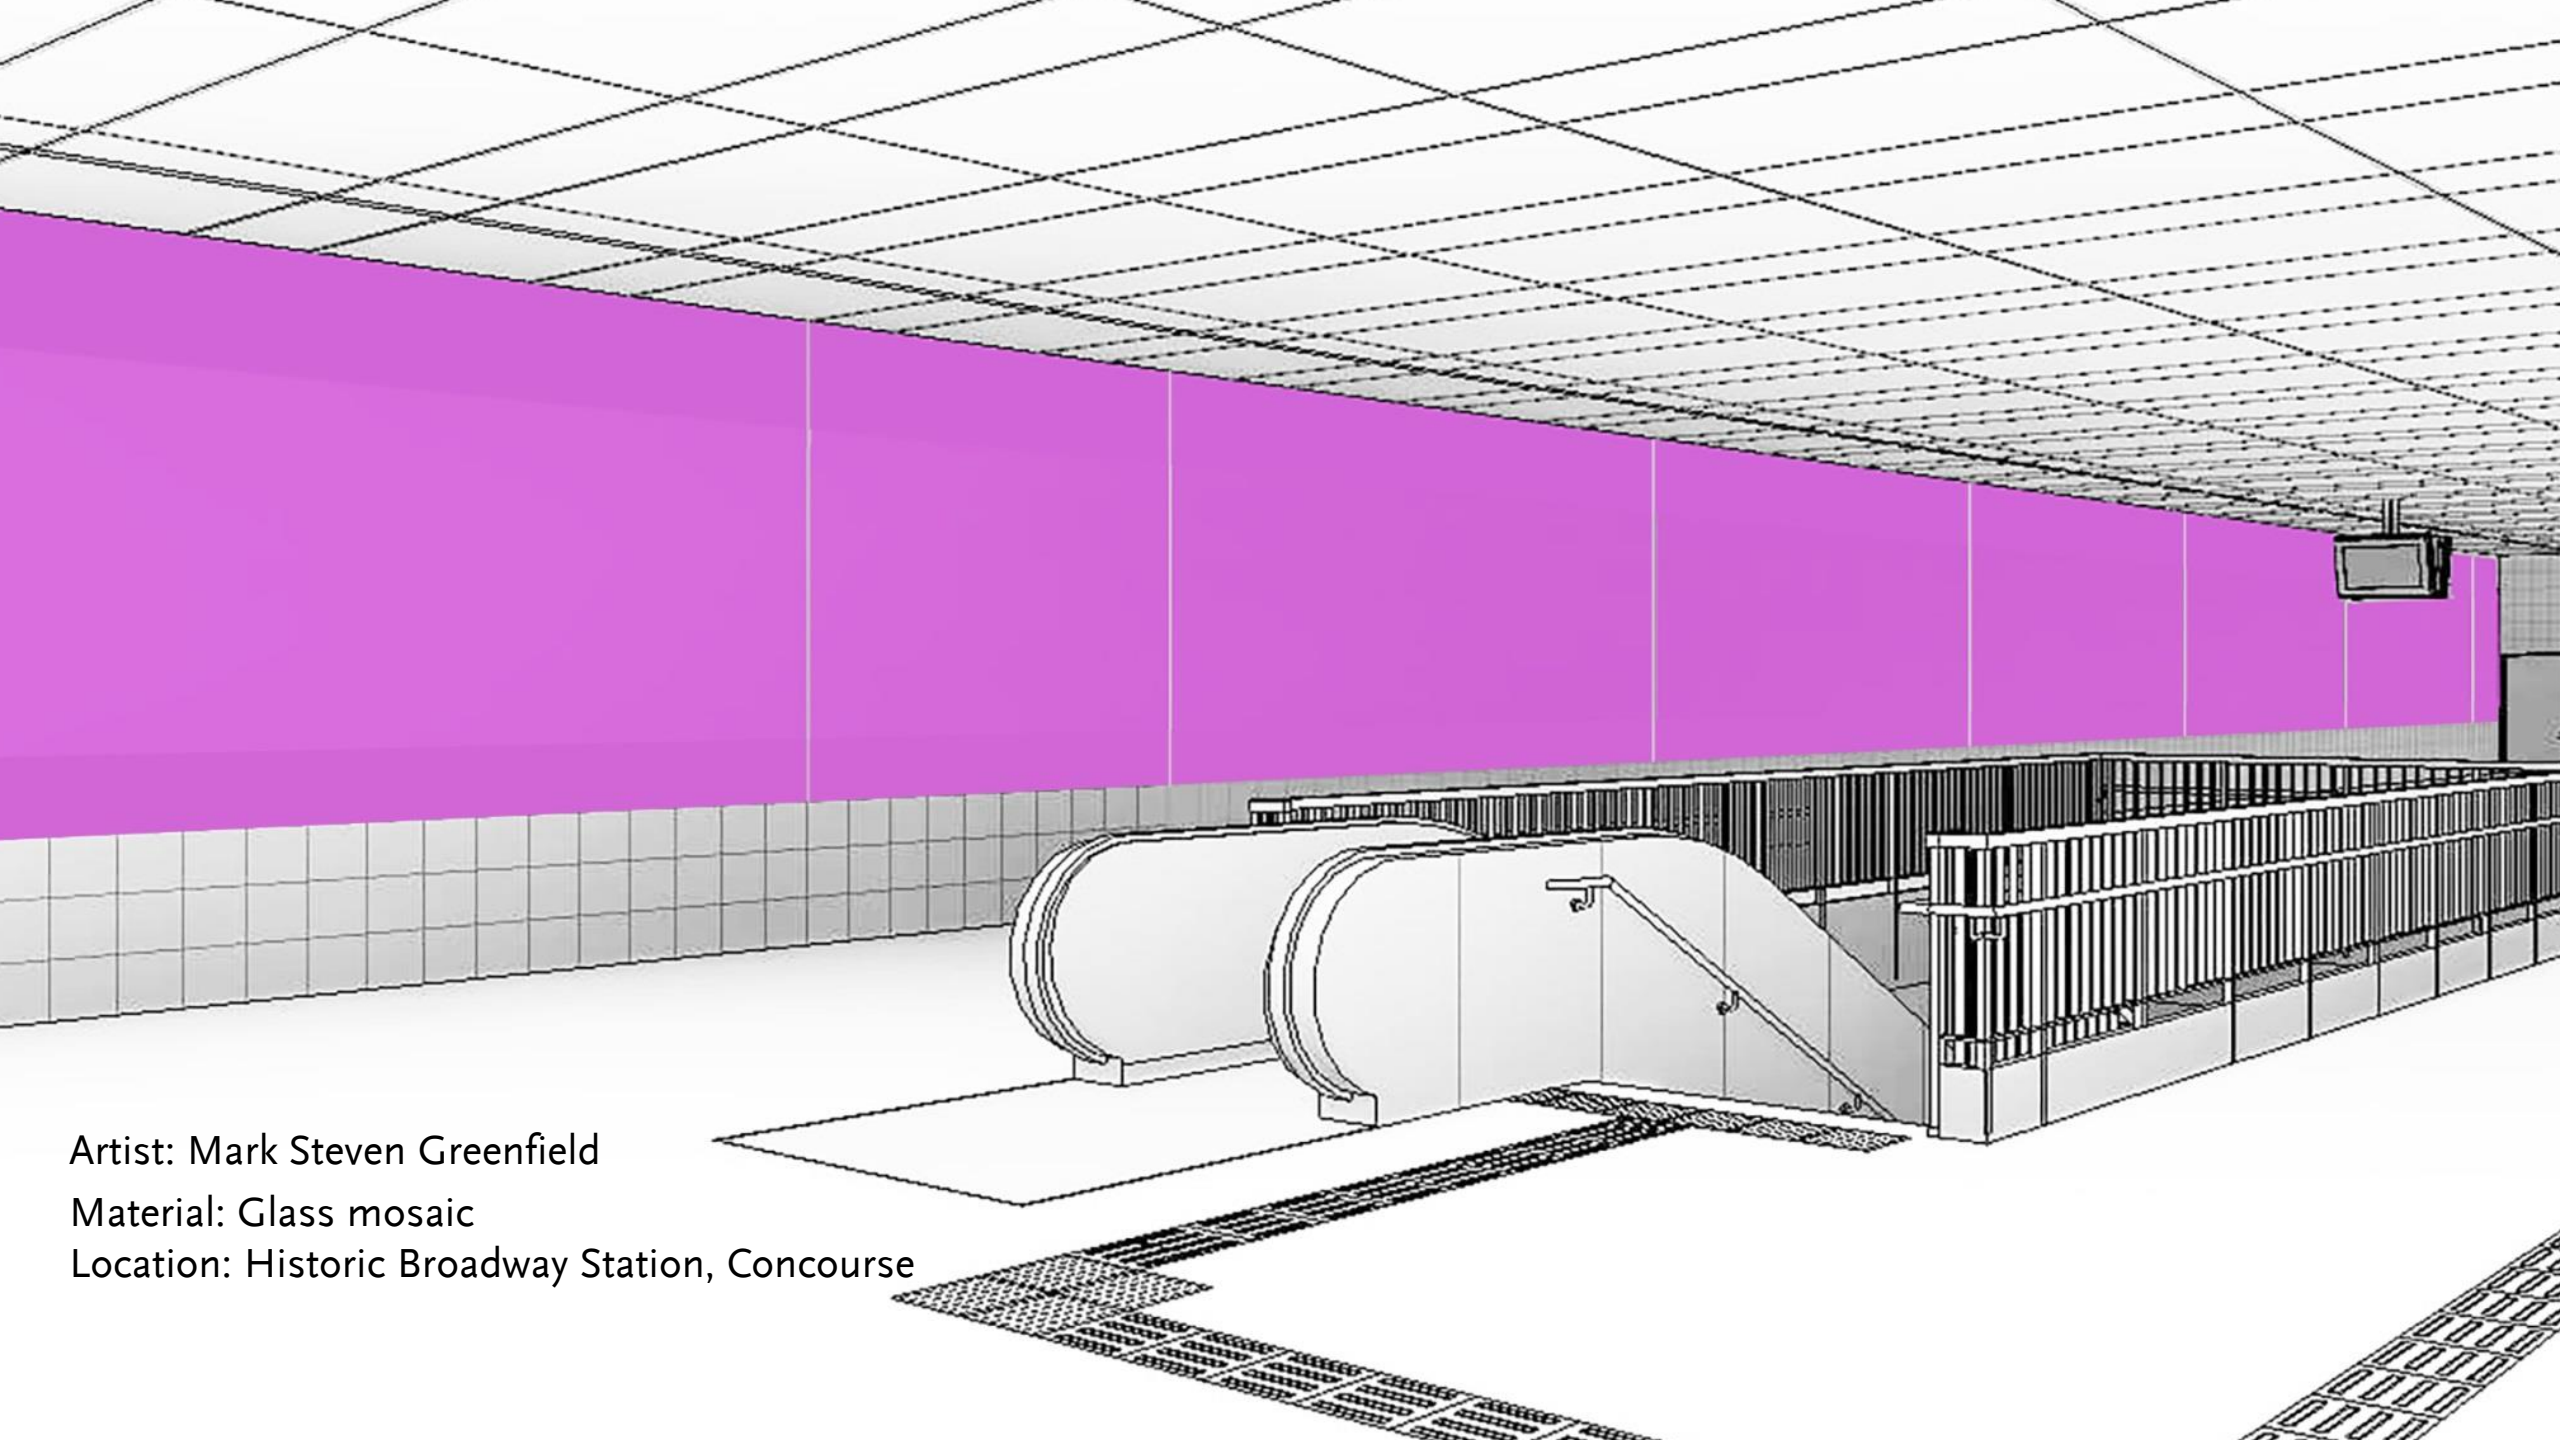 Artist: Mark Steven Greenfield
Material: Glass mosaic
Location: Historic Broadway Station, Concourse